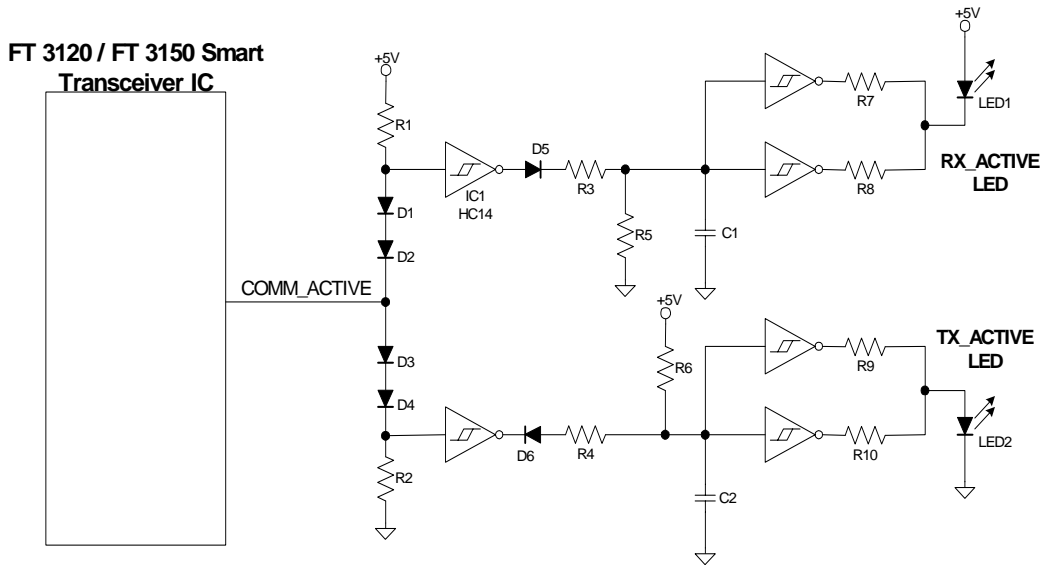 FT 3120 / FT 3150 Smart
Transceiver IC
+5V
R1
D1
D2
COMM_ACTIVE
D3
D4
R2
IC1
HC14
D5
R3
R5
C1
R7
R8
+5V
LED1
RX_ACTIVE
LED
D6
R4
+5V
R6
C2
R9
R10
TX_ACTIVE
LED
LED2